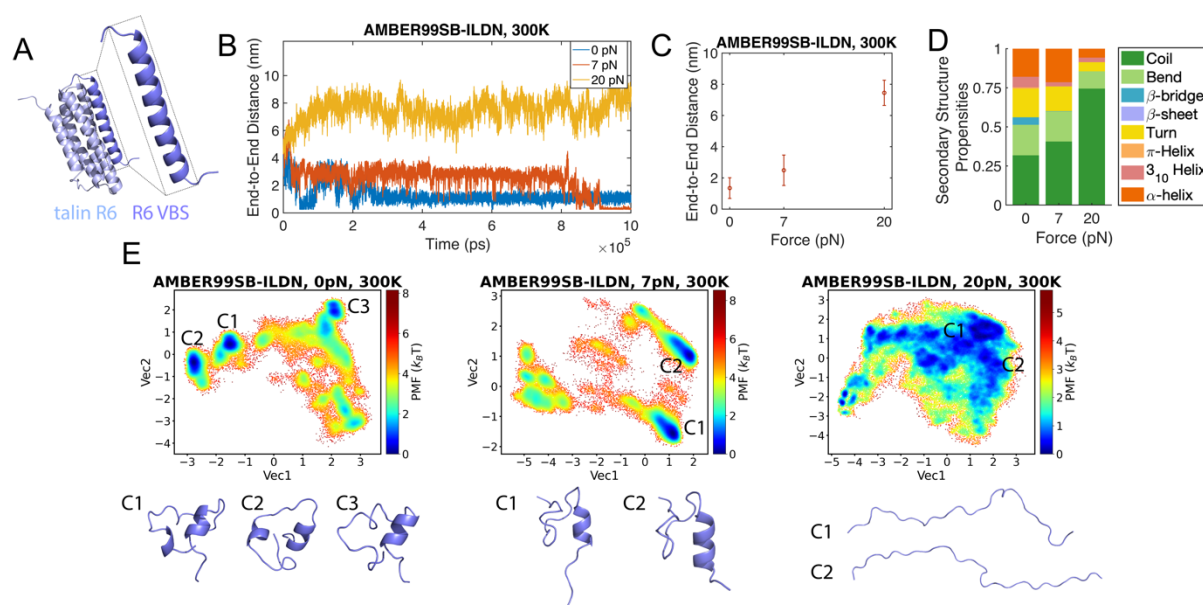 A
talin R6
R6 VBS
B
AMBER99SB-ILDN, 300K
End-to-End Distance (nm)
10
8
6
4
2
0
0 pN
7 pN
20 pN
0 2 4 6 8 10
Time (ps)
×10⁵
C
AMBER99SB-ILDN, 300K
End-to-End Distance (nm)
10
8
6
4
2
0
0 7 20
Force (pN)
D
Secondary Structure
Propensities
1
0.75
0.5
0.25
0
0 7 20
Force (pN)
Coil
Bend
β-bridge
β-sheet
Turn
π-Helix
3₁₀ Helix
α-helix
E
AMBER99SB-ILDN, 0pN, 300K
Vec2
2
1
0
−1
−2
−3
−4
C2
C1
C3
−3 −2 −1 0 1 2 3
Vec1
8
6
4
2
0
PMF (k_BT)
AMBER99SB-ILDN, 7pN, 300K
Vec2
3
2
1
0
−1
−2
C2
C1
−5 −4 −3 −2 −1 0 1 2
Vec1
8
6
4
2
0
PMF (k_BT)
AMBER99SB-ILDN, 20pN, 300K
Vec2
3
2
1
0
−1
−2
−3
−4
C1
C2
−5 −4 −3 −2 −1 0 1 2 3
Vec1
5
4
3
2
1
0
PMF (k_BT)
C1
C2
C3
C1
C2
C1
C2